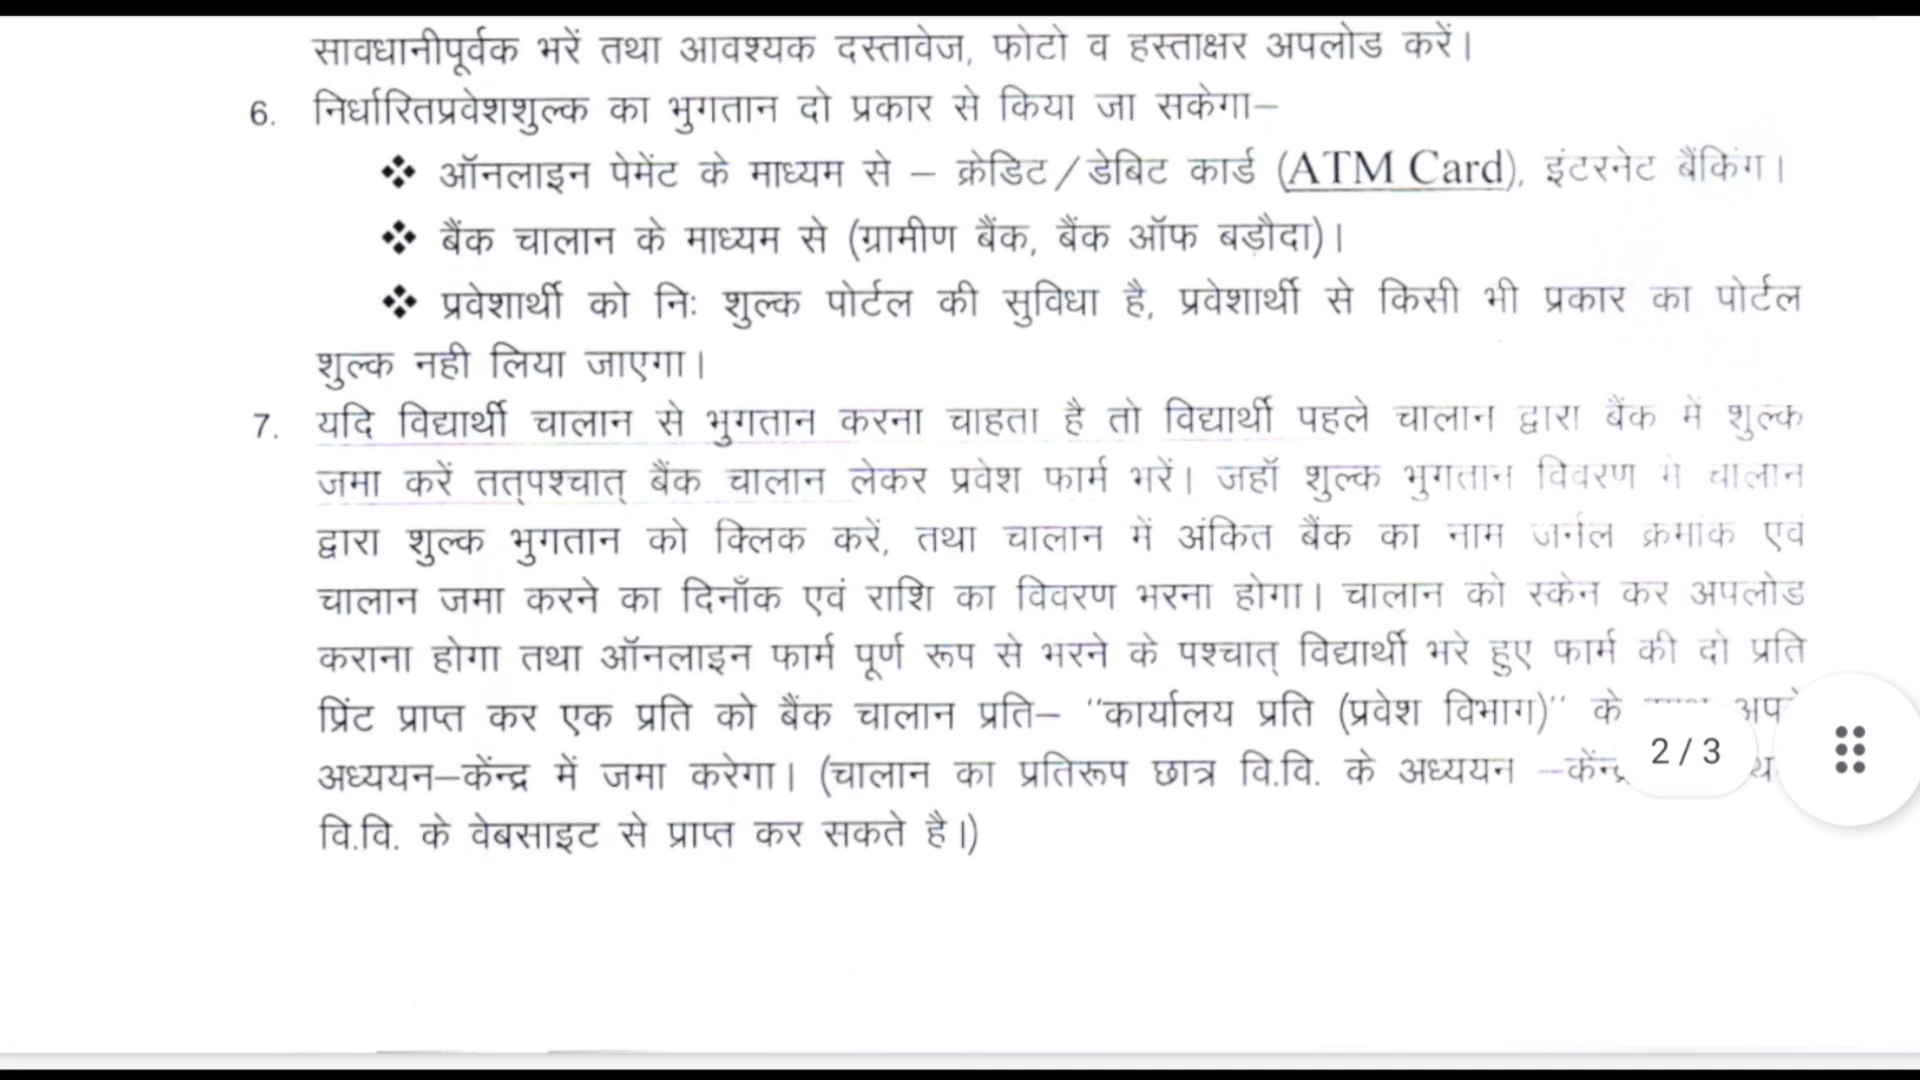 सावधानीपूर्वक भरें तथा आवश्यक दस्तावेज, फोटो व हस्ताक्षर अपलोड करें।
6. निर्धारितप्रवेशशुल्क का भुगतान दो प्रकार से किया जा सकेगा–
❖ ऑनलाइन पेमेंट के माध्यम से – क्रेडिट/डेबिट कार्ड (ATM Card), इंटरनेट बैंकिंग।
❖ बैंक चालान के माध्यम से (ग्रामीण बैंक, बैंक ऑफ बड़ौदा)।
❖ प्रवेशार्थी को निः शुल्क पोर्टल की सुविधा है, प्रवेशार्थी से किसी भी प्रकार का पोर्टल
शुल्क नही लिया जाएगा।
7. यदि विद्यार्थी चालान से भुगतान करना चाहता है तो विद्यार्थी पहले चालान द्वारा बैंक में शुल्क
जमा करें तत्पश्चात् बैंक चालान लेकर प्रवेश फार्म भरें। जहाँ शुल्क भुगतान विवरण में चालान
द्वारा शुल्क भुगतान को क्लिक करें, तथा चालान में अंकित बैंक का नाम जर्नल क्रमांक एवं
चालान जमा करने का दिनाँक एवं राशि का विवरण भरना होगा। चालान को स्केन कर अपलोड
कराना होगा तथा ऑनलाइन फार्म पूर्ण रूप से भरने के पश्चात् विद्यार्थी भरे हुए फार्म की दो प्रति
प्रिंट प्राप्त कर एक प्रति को बैंक चालान प्रति– "कार्यालय प्रति (प्रवेश विभाग)" के
अध्ययन–केंन्द्र में जमा करेगा। (चालान का प्रतिरूप छात्र वि.वि. के अध्ययन
वि.वि. के वेबसाइट से प्राप्त कर सकते है।)
2 / 3